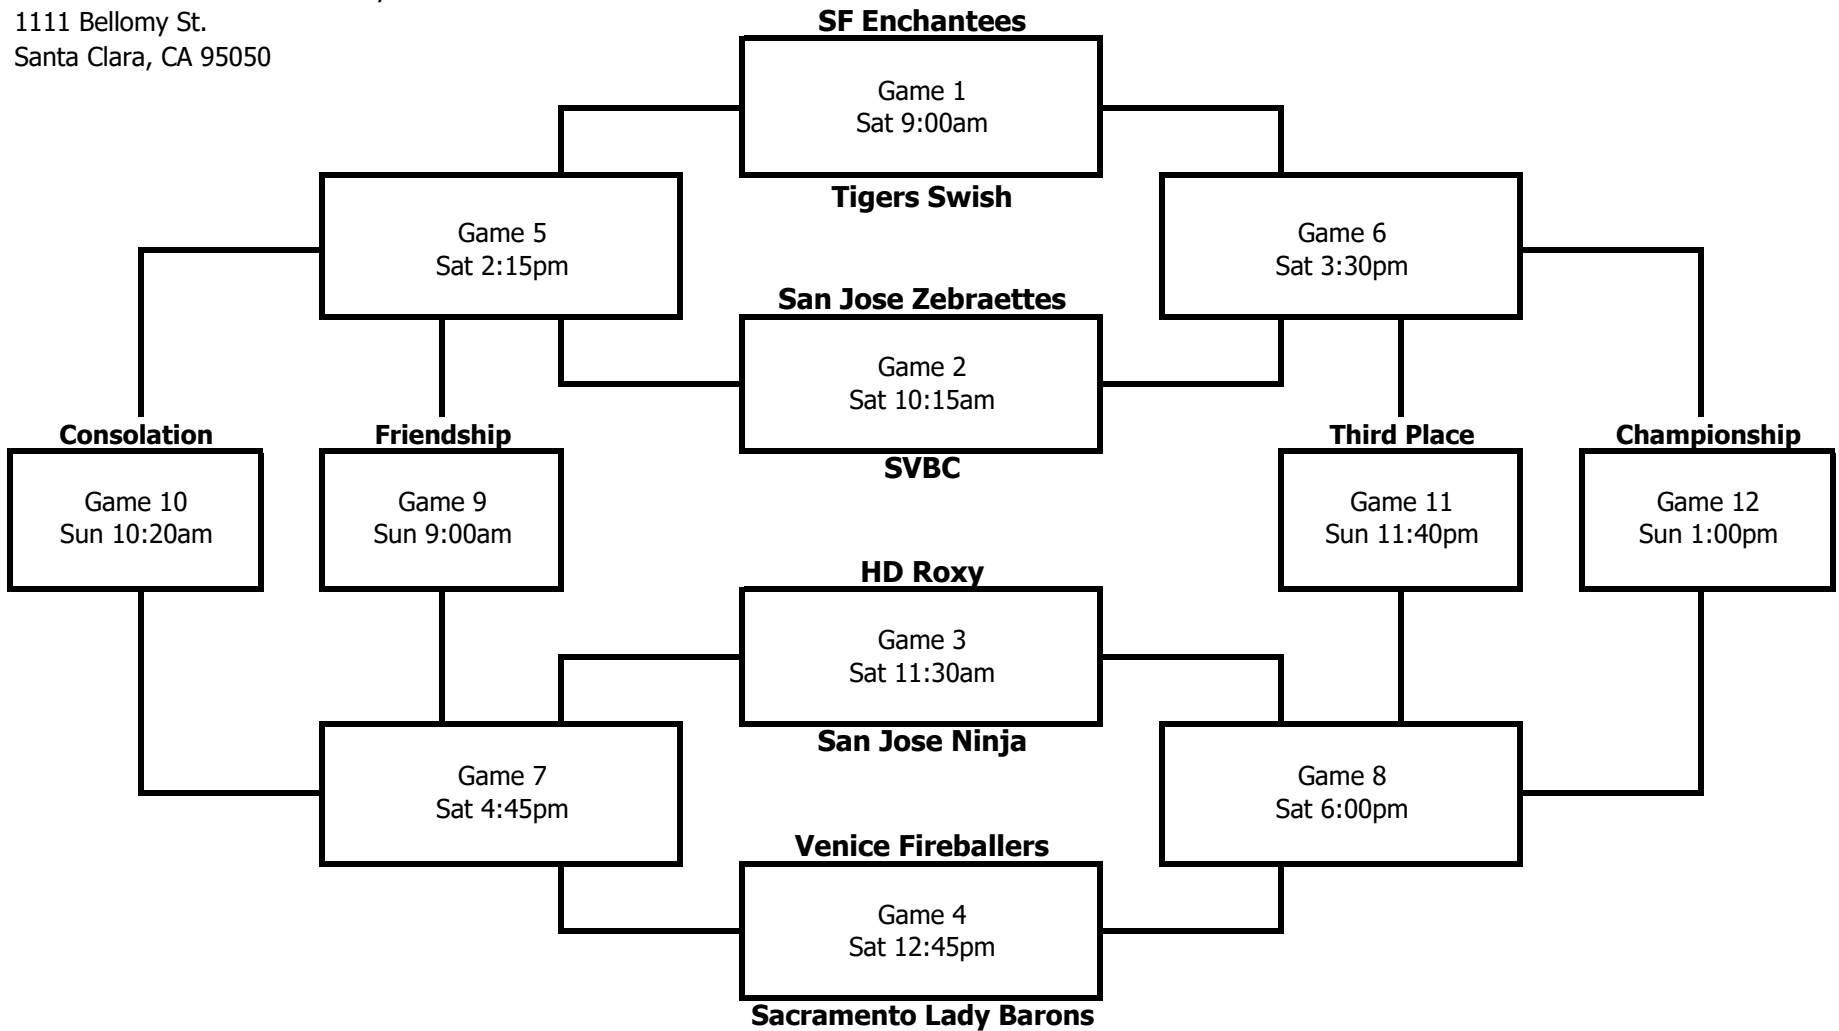 1111 Bellomy St.
Santa Clara, CA 95050
SF Enchantees
Game 1
Sat 9:00am
Tigers Swish
Game 5
Sat 2:15pm
Game 6
Sat 3:30pm
San Jose Zebraettes
Game 2
Sat 10:15am
SVBC
Consolation
Friendship
Third Place
Championship
Game 10
Sun 10:20am
Game 9
Sun 9:00am
Game 11
Sun 11:40pm
Game 12
Sun 1:00pm
HD Roxy
Game 3
Sat 11:30am
San Jose Ninja
Game 7
Sat 4:45pm
Game 8
Sat 6:00pm
Venice Fireballers
Game 4
Sat 12:45pm
Sacramento Lady Barons